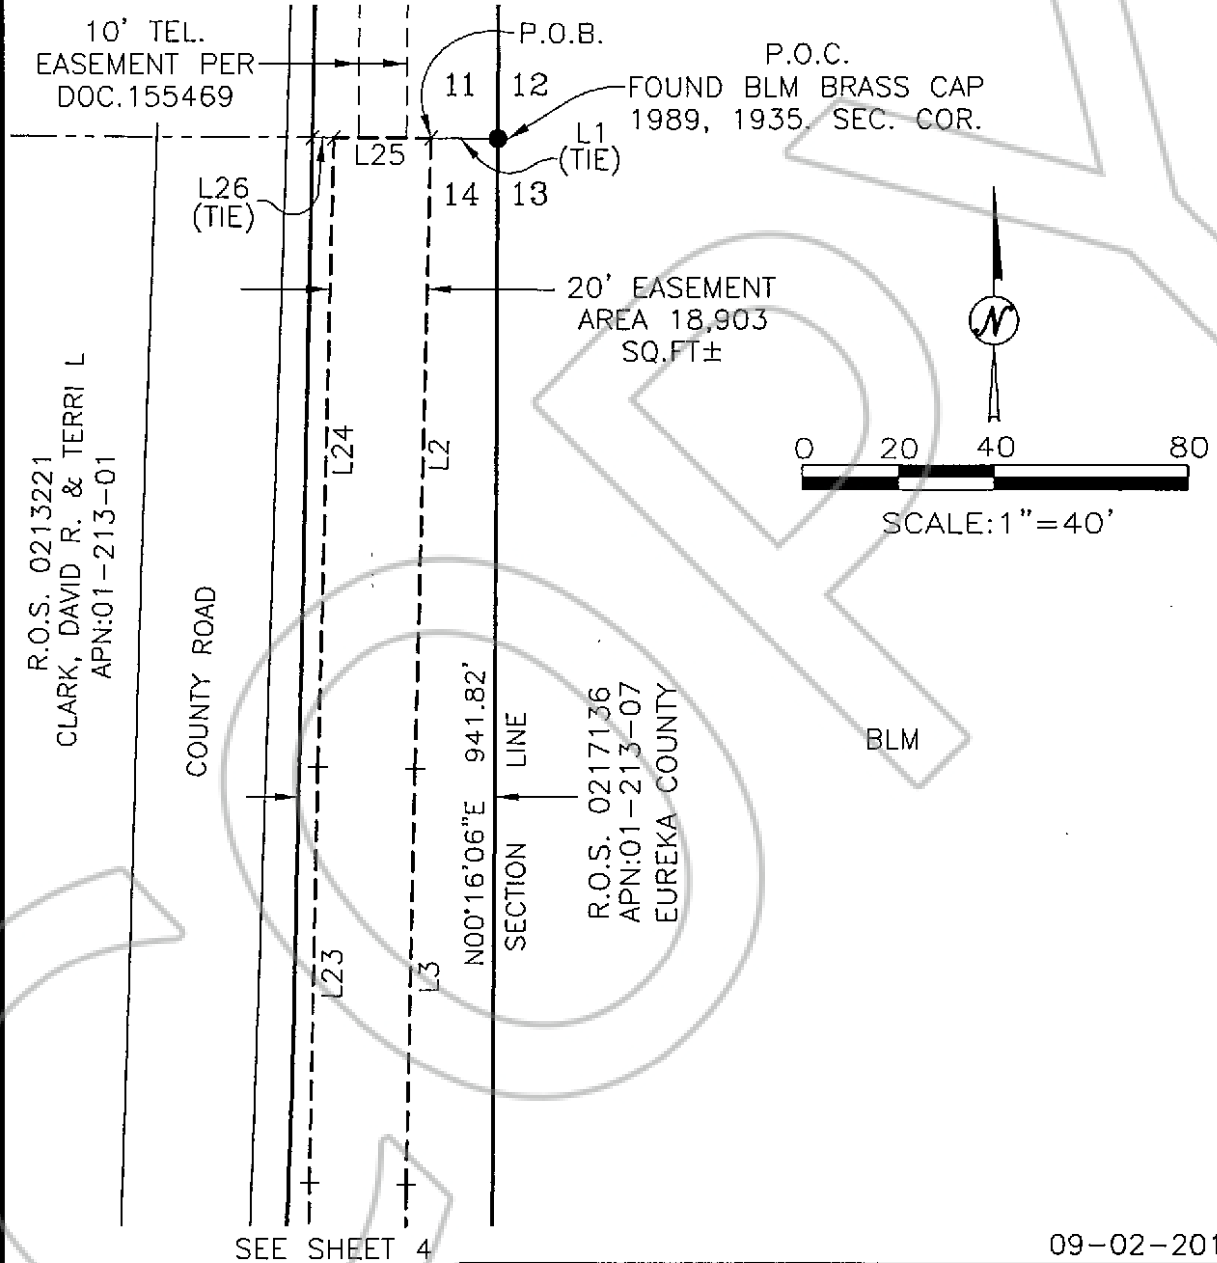 10' TEL.
EASEMENT PER
DOC.155469
P.O.B.
11 12
P.O.C.
FOUND BLM BRASS CAP
1989, 1935. SEC. COR.
L1
(TIE)
L25
L26
(TIE)
14 13
20' EASEMENT
AREA 18,903
SQ.FT±
N
0 20 40 80
SCALE:1"=40'
R.O.S. 0213221
CLARK, DAVID R. & TERRI L
APN:01-213-01
COUNTY ROAD
L24
L2
L23
L3
N00°16'06"E 941.82'
SECTION LINE
R.O.S. 0217136
APN:01-213-07
EUREKA COUNTY
BLM
COPY
SEE SHEET 4
09-02-201